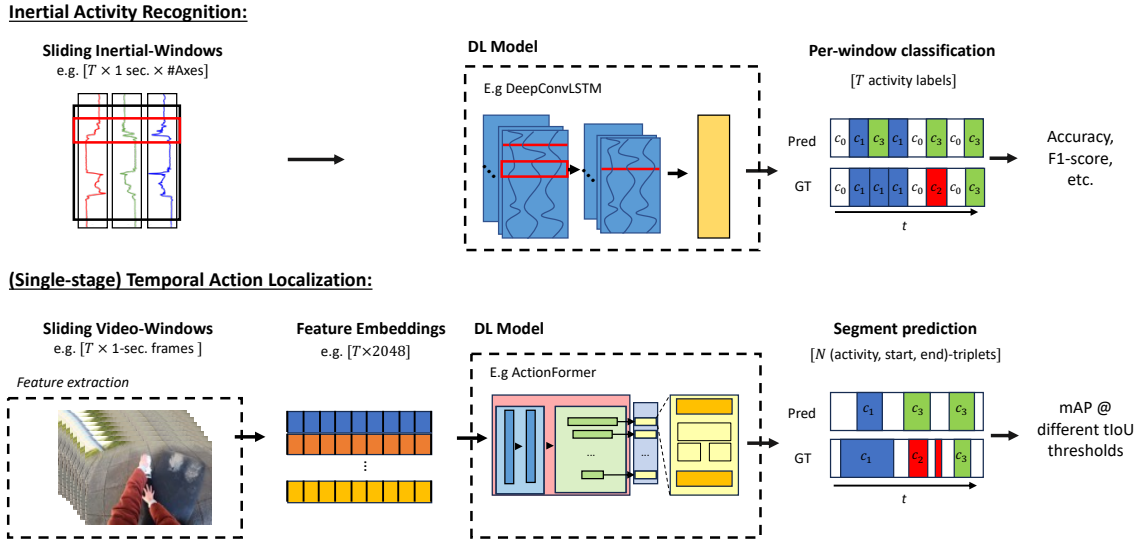 Inertial Activity Recognition:
Sliding Inertial-Windows
e.g. [T × 1 sec. × #Axes]
DL Model
E.g DeepConvLSTM
Per-window classification
[T activity labels]
Pred
c₀ c₁ c₃ c₁ c₀ c₃ c₀ c₃
GT
c₀ c₁ c₁ c₁ c₀ c₂ c₀ c₃
t
Accuracy,
F1-score,
etc.
(Single-stage) Temporal Action Localization:
Sliding Video-Windows
e.g. [T × 1-sec. frames ]
Feature extraction
Feature Embeddings
e.g. [T×2048]
...
DL Model
E.g ActionFormer
...
...
Segment prediction
[N (activity, start, end)-triplets]
Pred
c₁ c₃ c₃
GT
c₁ c₂ c₃
t
mAP @
different tIoU
thresholds